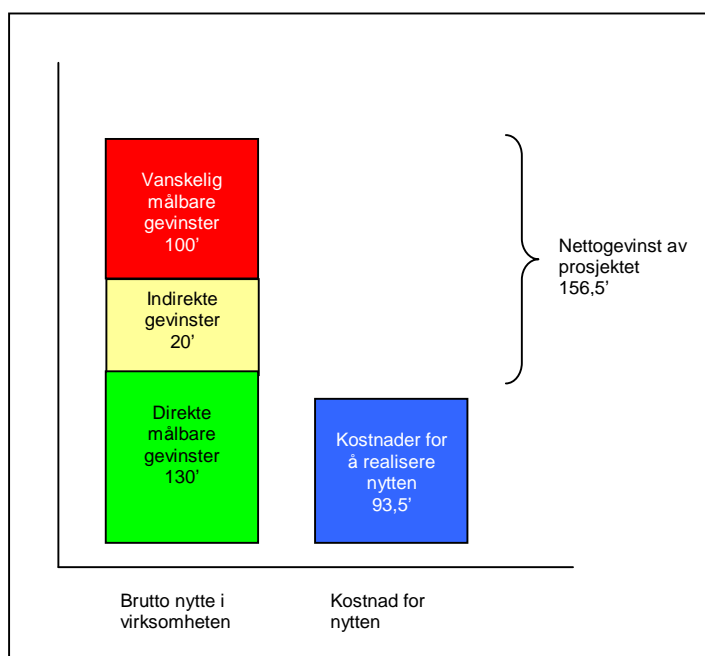 Vanskelig
målbare
gevinster
100’
Indirekte
gevinster
20’
Direkte
målbare
gevinster
130’
Kostnader for
å realisere
nytten
93,5’
Nettogevinst av
prosjektet
156,5’
Brutto nytte i
virksomheten
Kostnad for
nytten